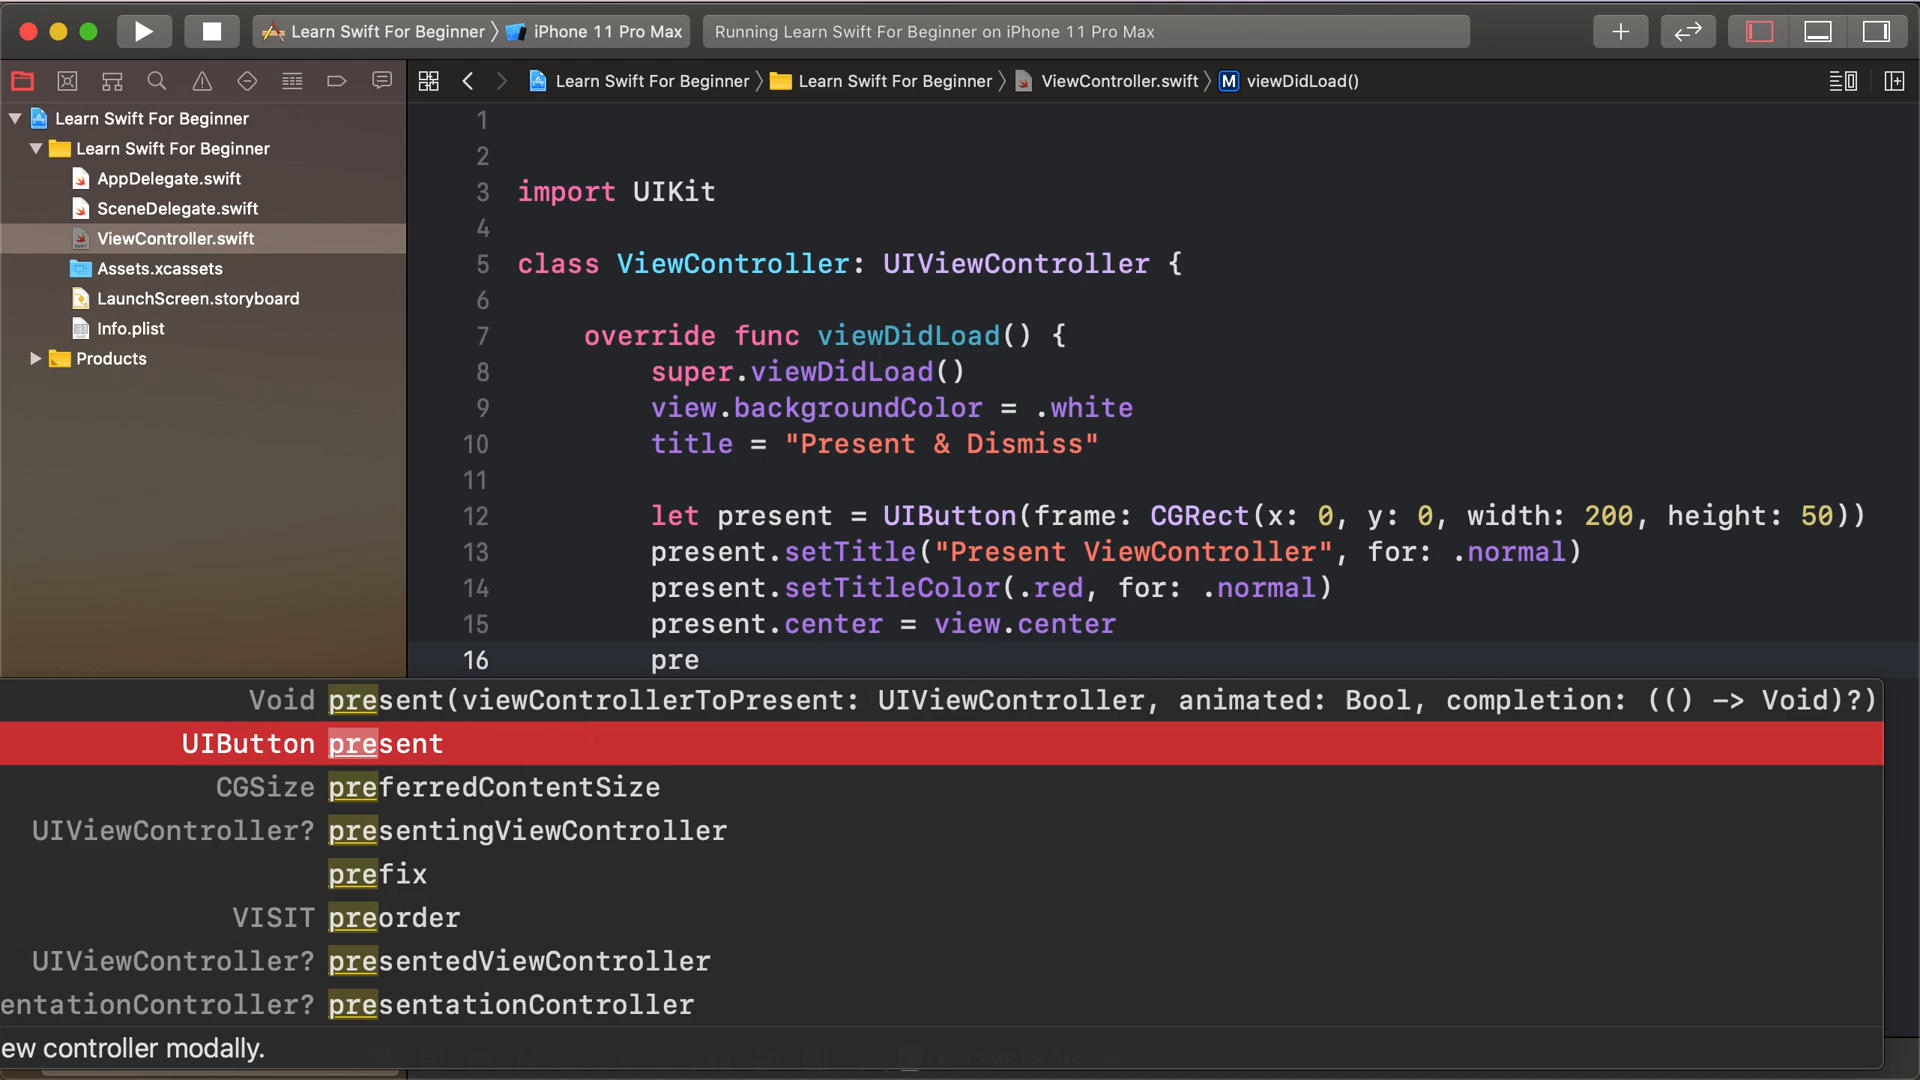 Learn Swift For Beginner 〉 iPhone 11 Pro Max
Running Learn Swift For Beginner on iPhone 11 Pro Max
Learn Swift For Beginner 〉 Learn Swift For Beginner 〉 ViewController.swift 〉 M viewDidLoad()
Learn Swift For Beginner
Learn Swift For Beginner
AppDelegate.swift
SceneDelegate.swift
ViewController.swift
Assets.xcassets
LaunchScreen.storyboard
Info.plist
Products
1
2
3 import UIKit
4
5 class ViewController: UIViewController {
6
7 override func viewDidLoad() {
8 super.viewDidLoad()
9 view.backgroundColor = .white
10 title = "Present & Dismiss"
11
12 let present = UIButton(frame: CGRect(x: 0, y: 0, width: 200, height: 50))
13 present.setTitle("Present ViewController", for: .normal)
14 present.setTitleColor(.red, for: .normal)
15 present.center = view.center
16 pre
Void present(viewControllerToPresent: UIViewController, animated: Bool, completion: (() -> Void)?)
UIButton present
CGSize preferredContentSize
UIViewController? presentingViewController
prefix
VISIT preorder
UIViewController? presentedViewController
entationController? presentationController
ew controller modally.
Learn Swift For Beginner